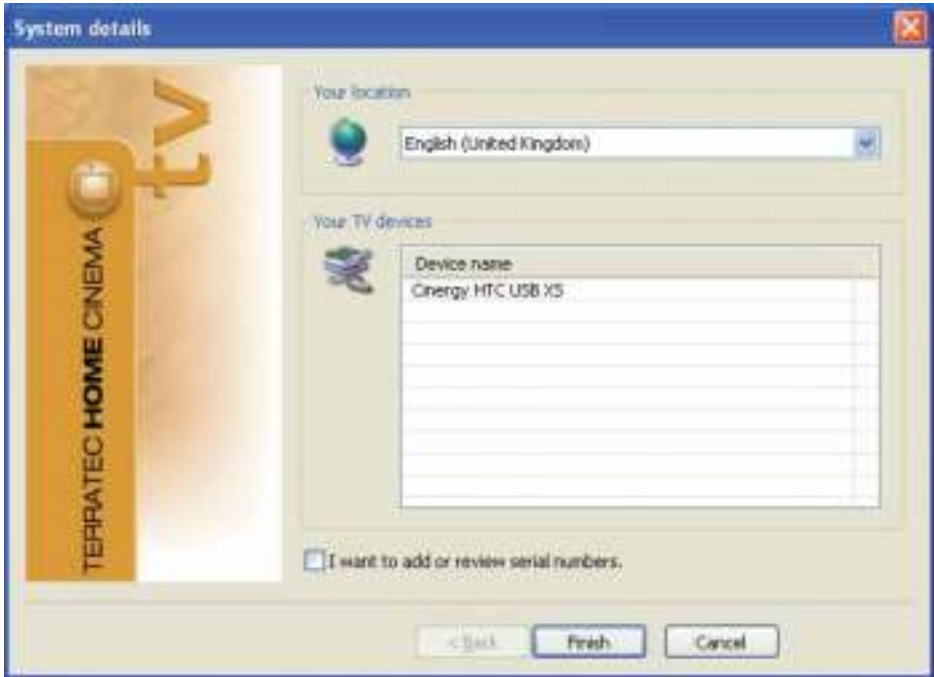 System details
tv
TERRATEC HOME CINEMA
Your location
English (United Kingdom)
Your TV devices
Device name
Cinergy HTC USB XS
I want to add or review serial numbers.
< Back
Finish
Cancel